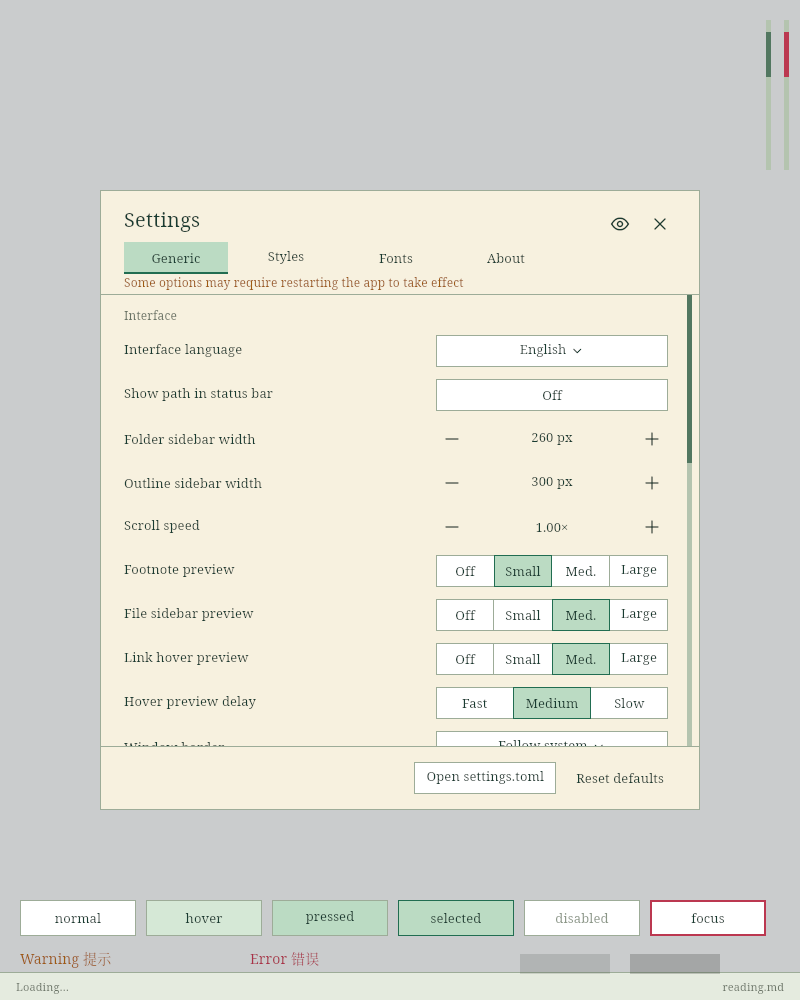 Settings
Generic Styles Fonts About
Some options may require restarting the app to take effect
Interface
Interface language English
Show path in status bar Off
Folder sidebar width — 260 px +
Outline sidebar width — 300 px +
Scroll speed — 1.00× +
Footnote preview Off Small Med. Large
File sidebar preview Off Small Med. Large
Link hover preview Off Small Med. Large
Hover preview delay Fast Medium Slow
Window border Follow system
Open settings.toml Reset defaults
normal hover pressed selected disabled focus
Warning 提示 Error 错误
Loading... reading.md